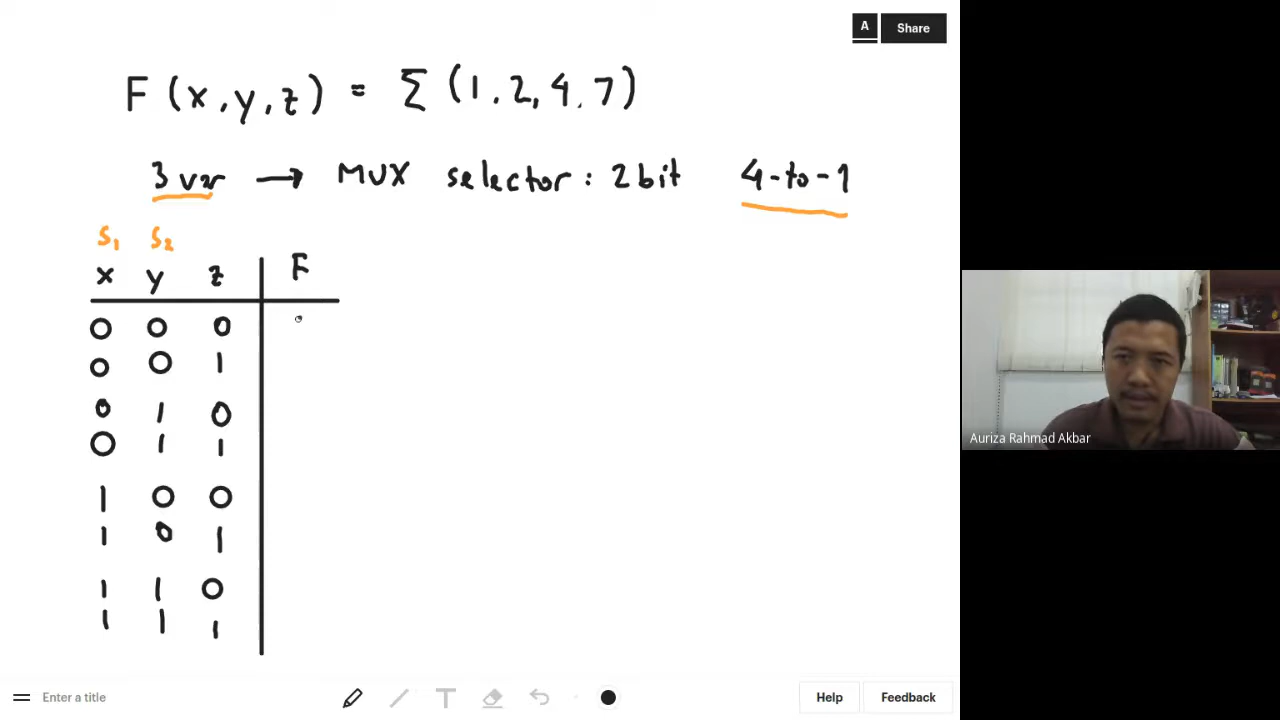 A Share
F (x, y, z) = Σ (1, 2, 4, 7)
3 var → MUX selector : 2 bit 4-to-1
S1 S2
x y z F
0 0 0
0 0 1
0 1 0
0 1 1
1 0 0
1 0 1
1 1 0
1 1 1
Auriza Rahmad Akbar
Enter a title T Help Feedback